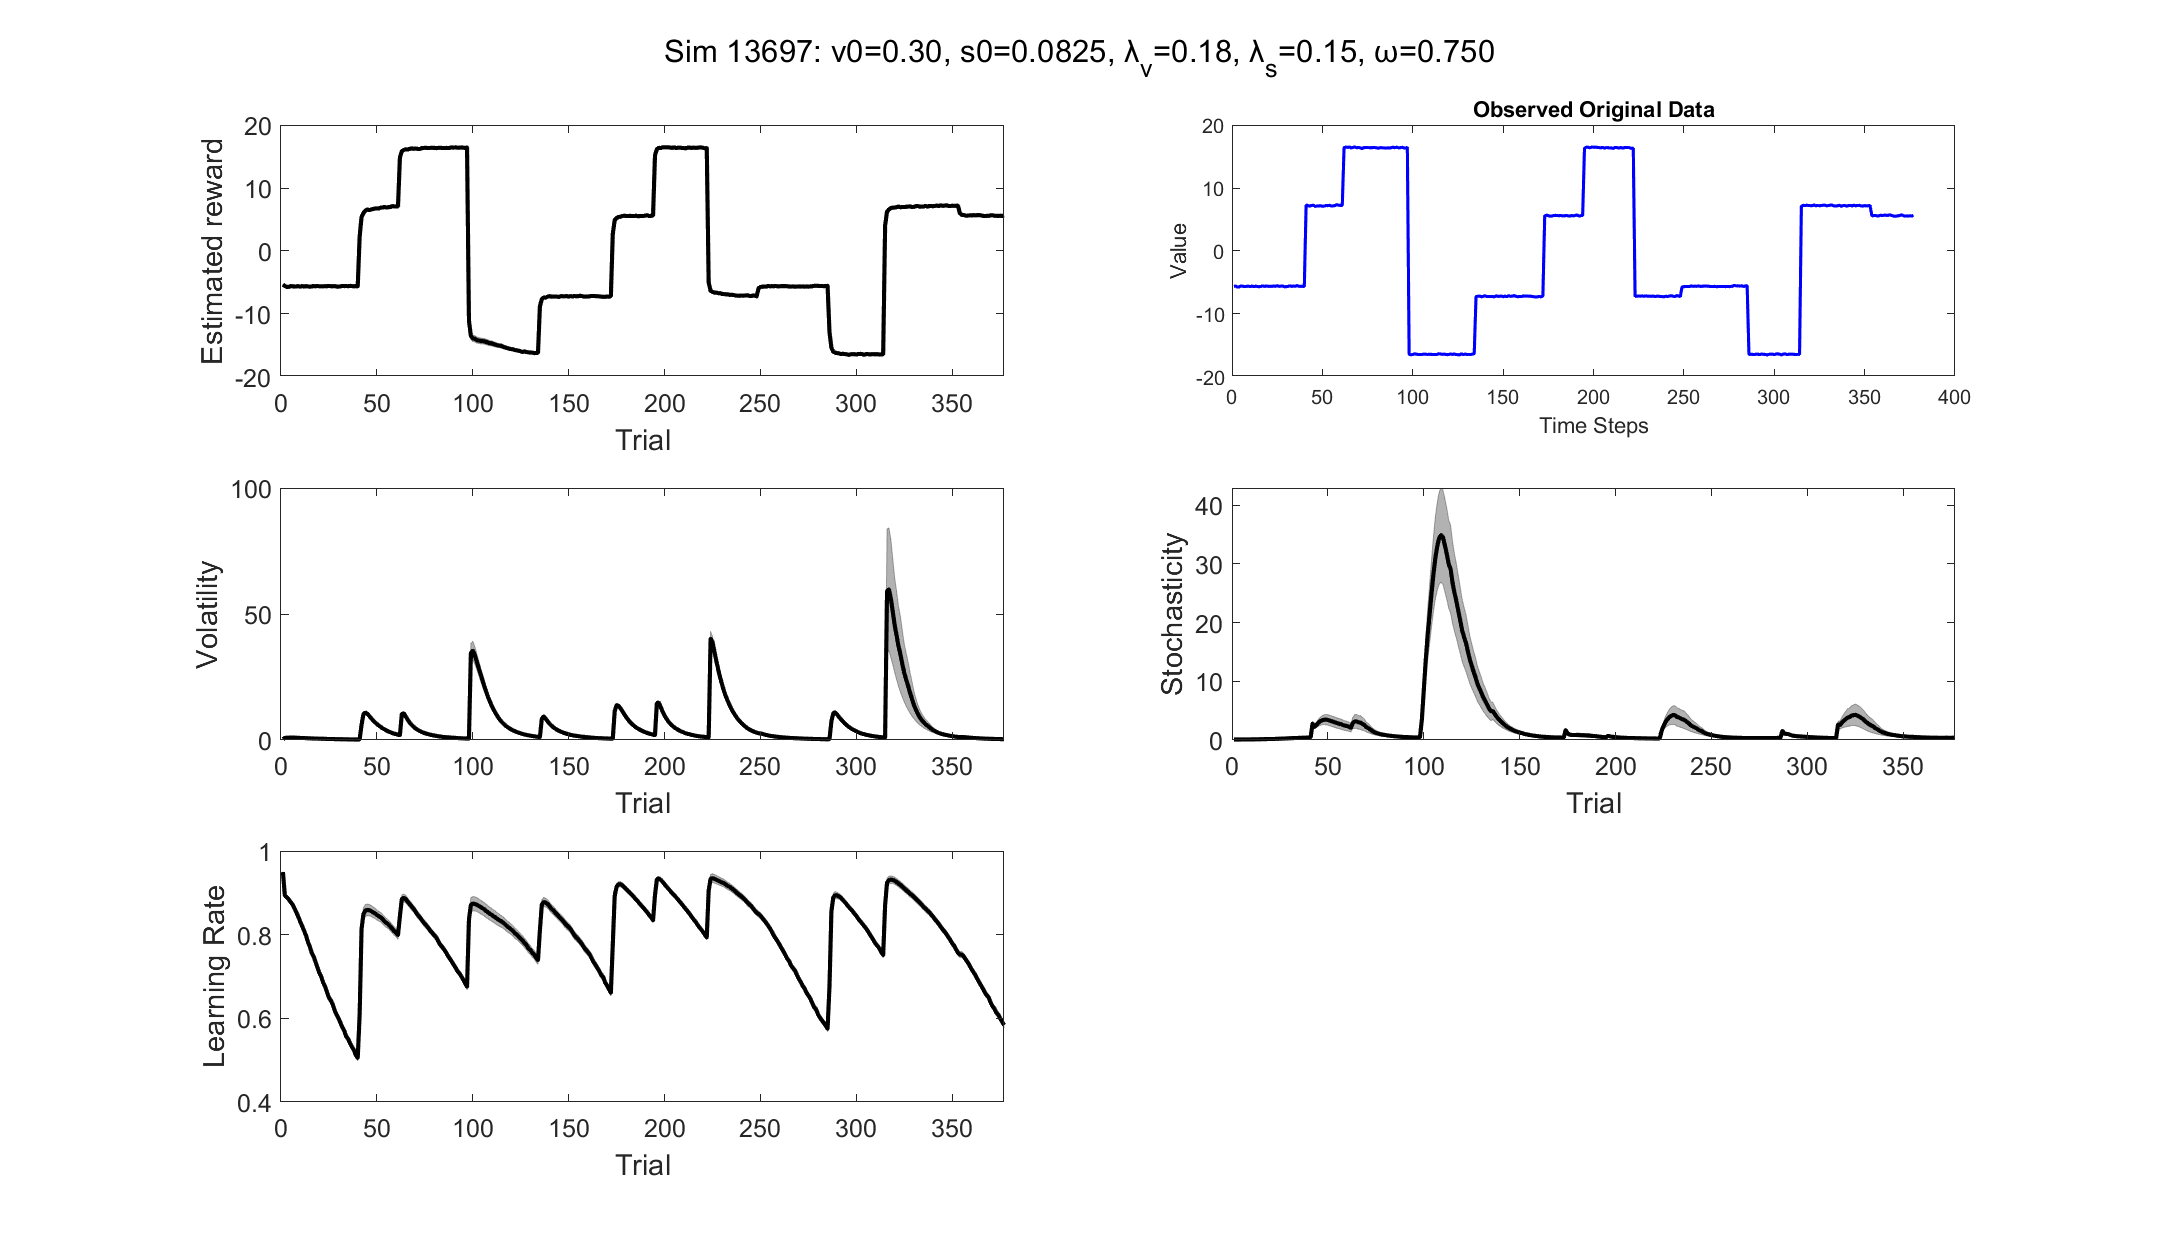 Sim 13697: v0=0.30, s0=0.0825, λv=0.18, λs=0.15, ω=0.750
Estimated reward
20
10
0
-10
-20
0 50 100 150 200 250 300 350
Trial
Observed Original Data
Value
20
10
0
-10
-20
0 50 100 150 200 250 300 350 400
Time Steps
Volatility
100
50
0
0 50 100 150 200 250 300 350
Trial
Stochasticity
40
30
20
10
0
0 50 100 150 200 250 300 350
Trial
Learning Rate
1
0.8
0.6
0.4
0 50 100 150 200 250 300 350
Trial